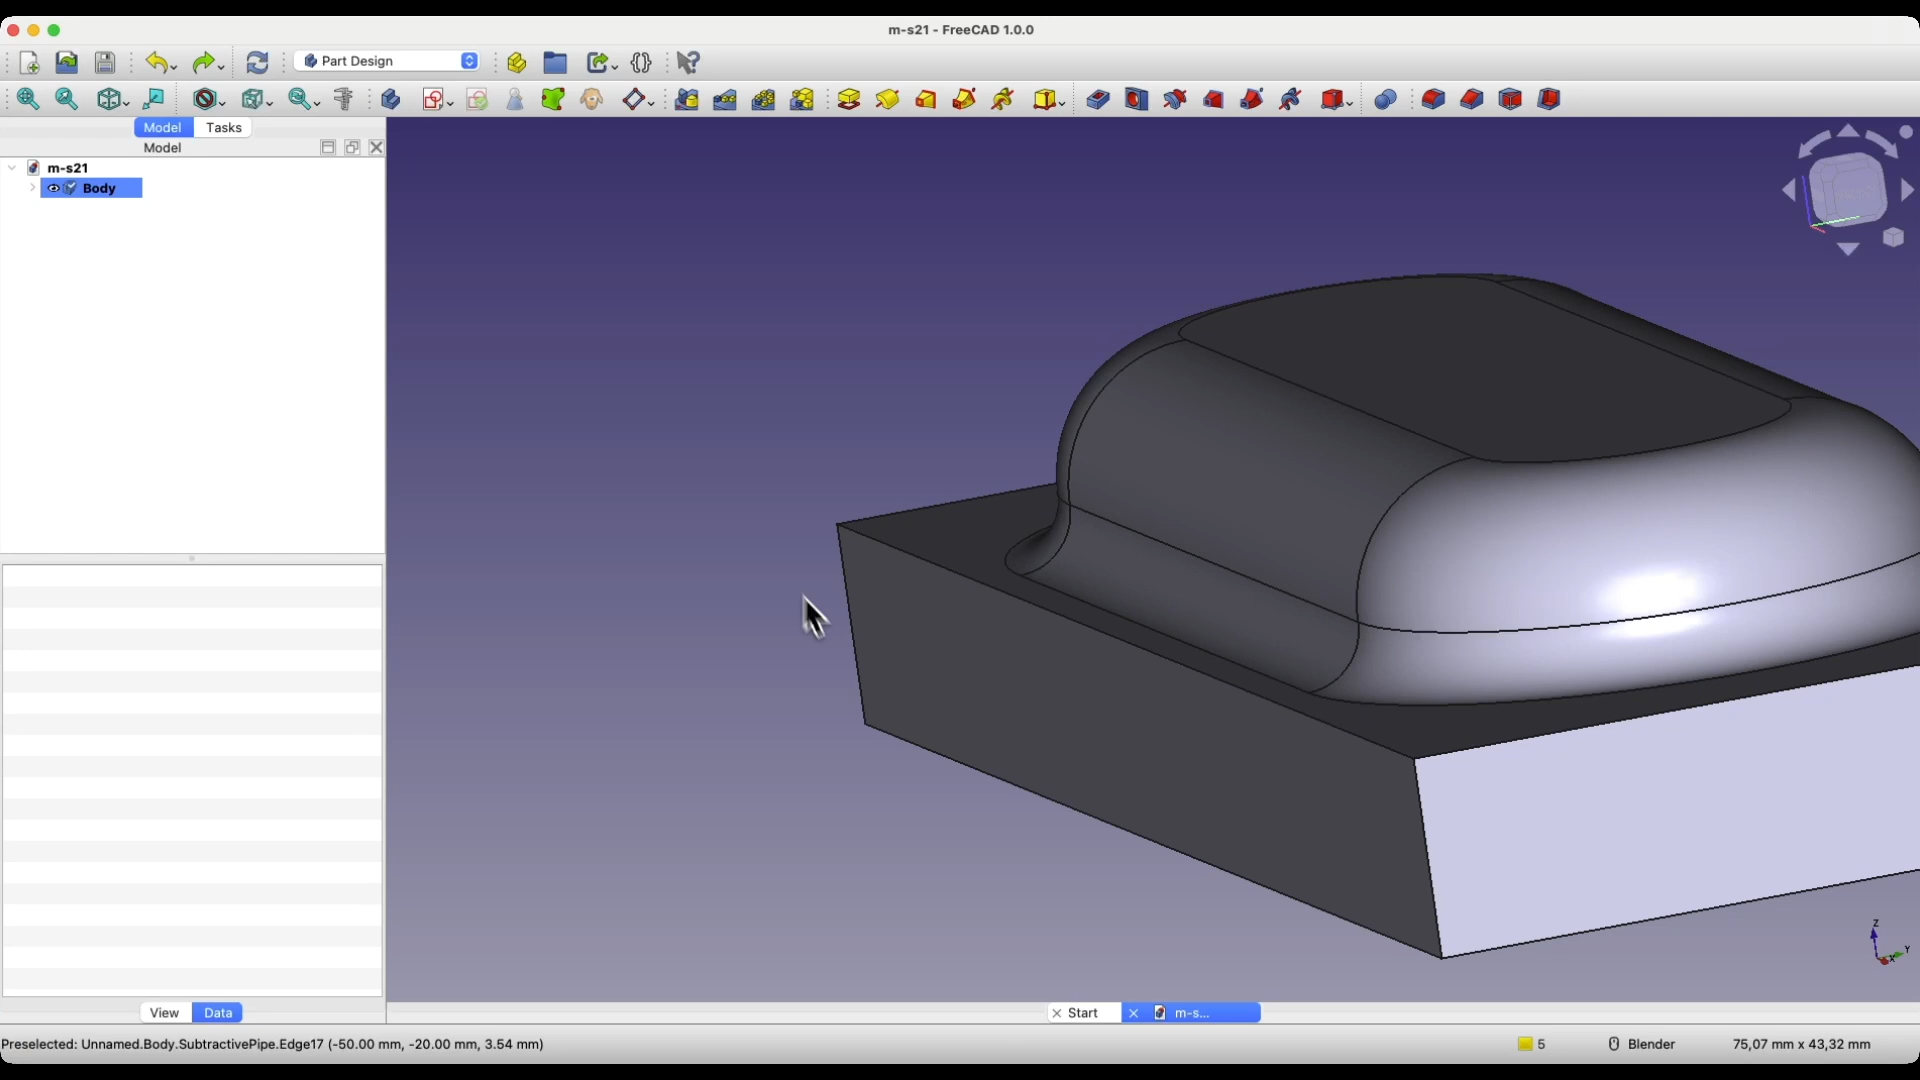 m-s21 - FreeCAD 1.0.0
Part Design
Model
Tasks
Model
m-s21
Body
View
Data
Start
m-s...
Z
Y
X
Preselected: Unnamed.Body.SubtractivePipe.Edge17 (-50.00 mm, -20.00 mm, 3.54 mm)
5
Blender
75,07 mm x 43,32 mm